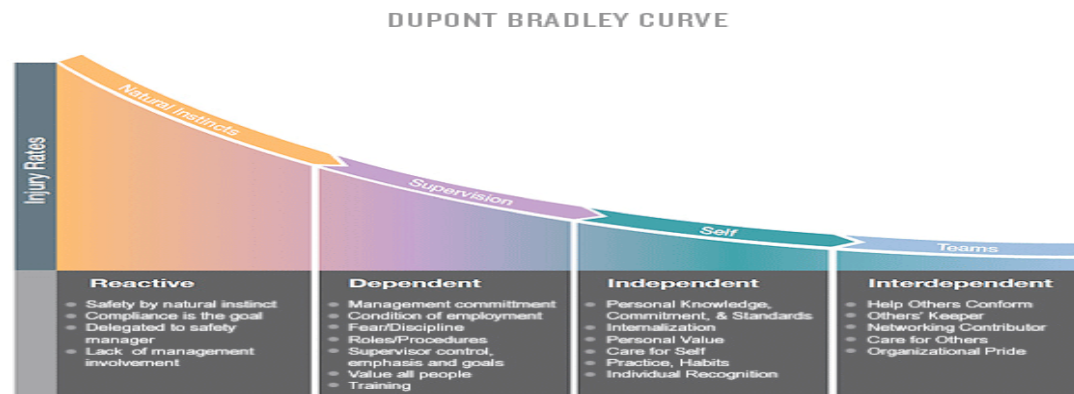 DUPONT BRADLEY CURVE
Injury Rates
Natural Instincts
Supervision
Self
Teams
Reactive
Safety by natural instinct
Compliance is the goal
Delegated to safety
manager
Lack of management
involvement
Dependent
Management committment
Condition of employment
Fear/Discipline
Roles/Procedures
Supervisor control,
emphasis and goals
Value all people
Training
Independent
Personal Knowledge,
Commitment, & Standards
Internalization
Personal Value
Care for Self
Practice, Habits
Individual Recognition
Interdependent
Help Others Conform
Others' Keeper
Networking Contributor
Care for Others
Organizational Pride